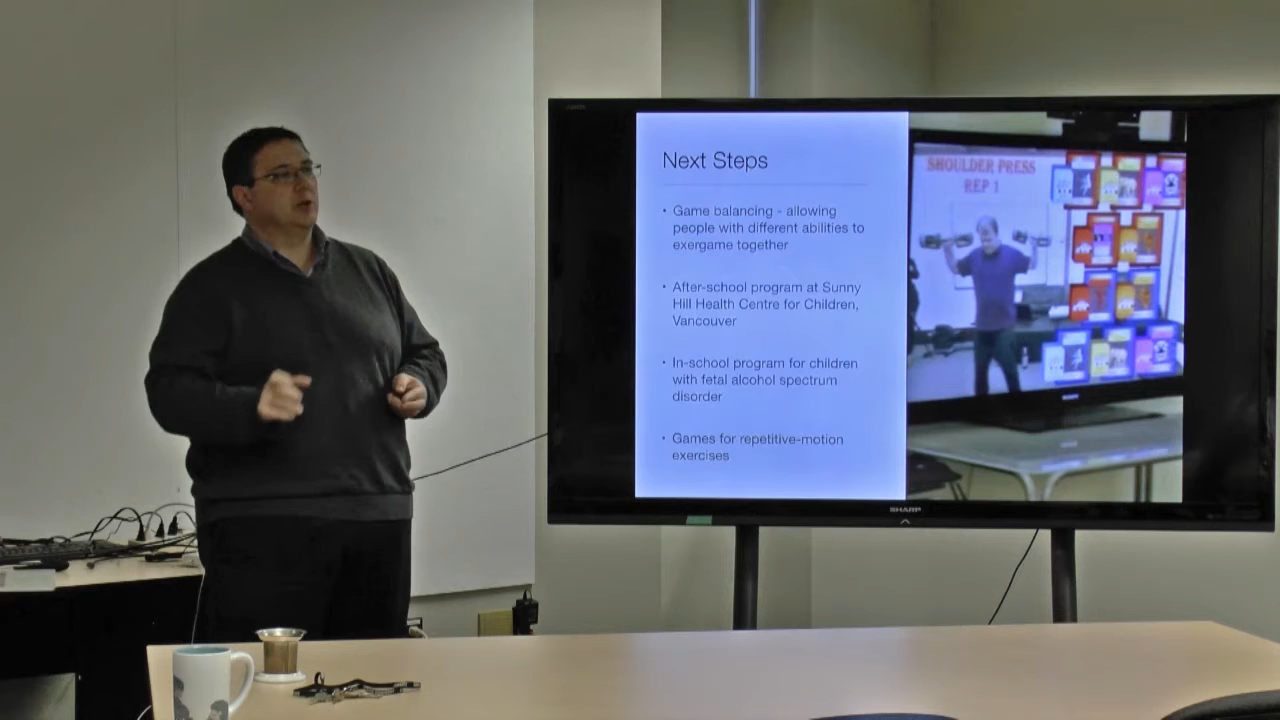 Next Steps
• Game balancing - allowing
people with different abilities to
exergame together
• After-school program at Sunny
Hill Health Centre for Children,
Vancouver
• In-school program for children
with fetal alcohol spectrum
disorder
• Games for repetitive-motion
exercises
SHOULDER PRESS
REP 1
SHARP